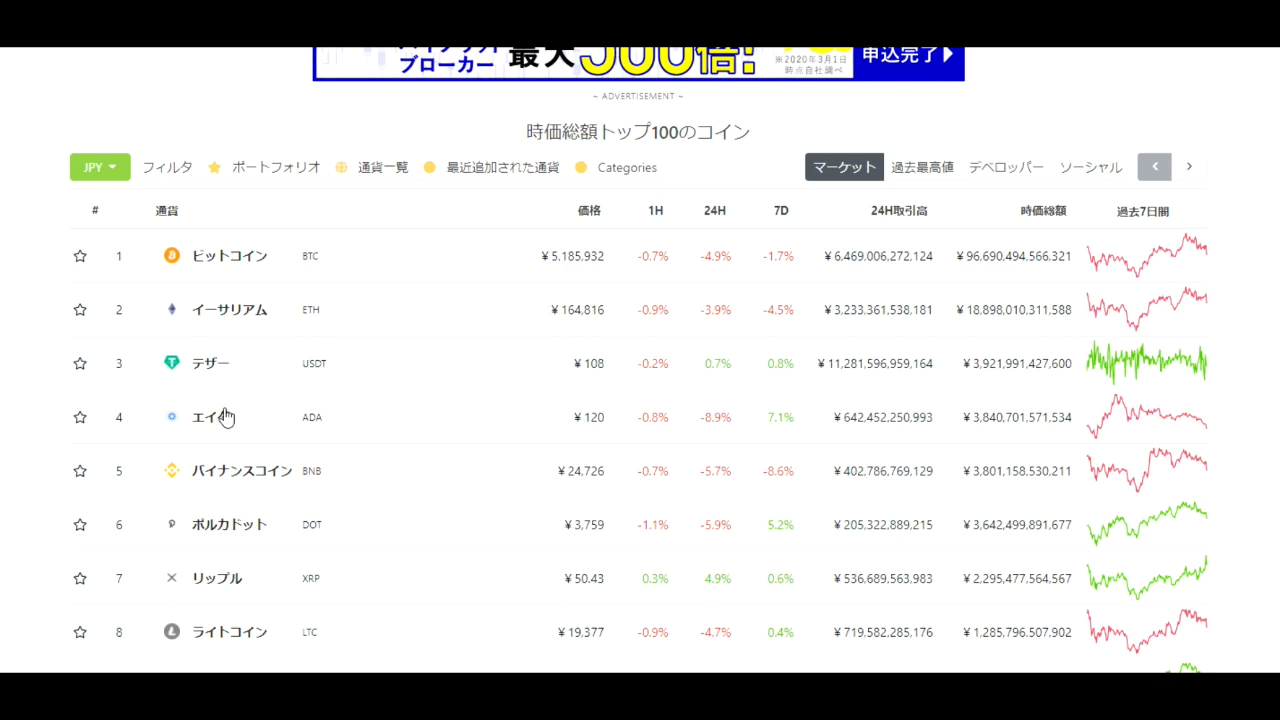 ブローカー 最大500倍! ※2020年3月1日 時点自社調べ 申込完了
~ ADVERTISEMENT ~
時価総額トップ100のコイン
JPY フィルタ ポートフォリオ 通貨一覧 最近追加された通貨 Categories マーケット 過去最高値 デベロッパー ソーシャル
# 通貨 価格 1H 24H 7D 24H取引高 時価総額 過去7日間
1 ビットコイン BTC ¥5,185,932 -0.7% -4.9% -1.7% ¥6,469,006,272,124 ¥96,690,494,566,321
2 イーサリアム ETH ¥164,816 -0.9% -3.9% -4.5% ¥3,233,361,538,181 ¥18,898,010,311,588
3 テザー USDT ¥108 -0.2% 0.7% 0.8% ¥11,281,596,959,164 ¥3,921,991,427,600
4 エイ ADA ¥120 -0.8% -8.9% 7.1% ¥642,452,250,993 ¥3,840,701,571,534
5 バイナンスコイン BNB ¥24,726 -0.7% -5.7% -8.6% ¥402,786,769,129 ¥3,801,158,530,211
6 ポルカドット DOT ¥3,759 -1.1% -5.9% 5.2% ¥205,322,889,215 ¥3,642,499,891,677
7 リップル XRP ¥50.43 0.3% 4.9% 0.6% ¥536,689,563,983 ¥2,295,477,564,567
8 ライトコイン LTC ¥19,377 -0.9% -4.7% 0.4% ¥719,582,285,176 ¥1,285,796,507,902